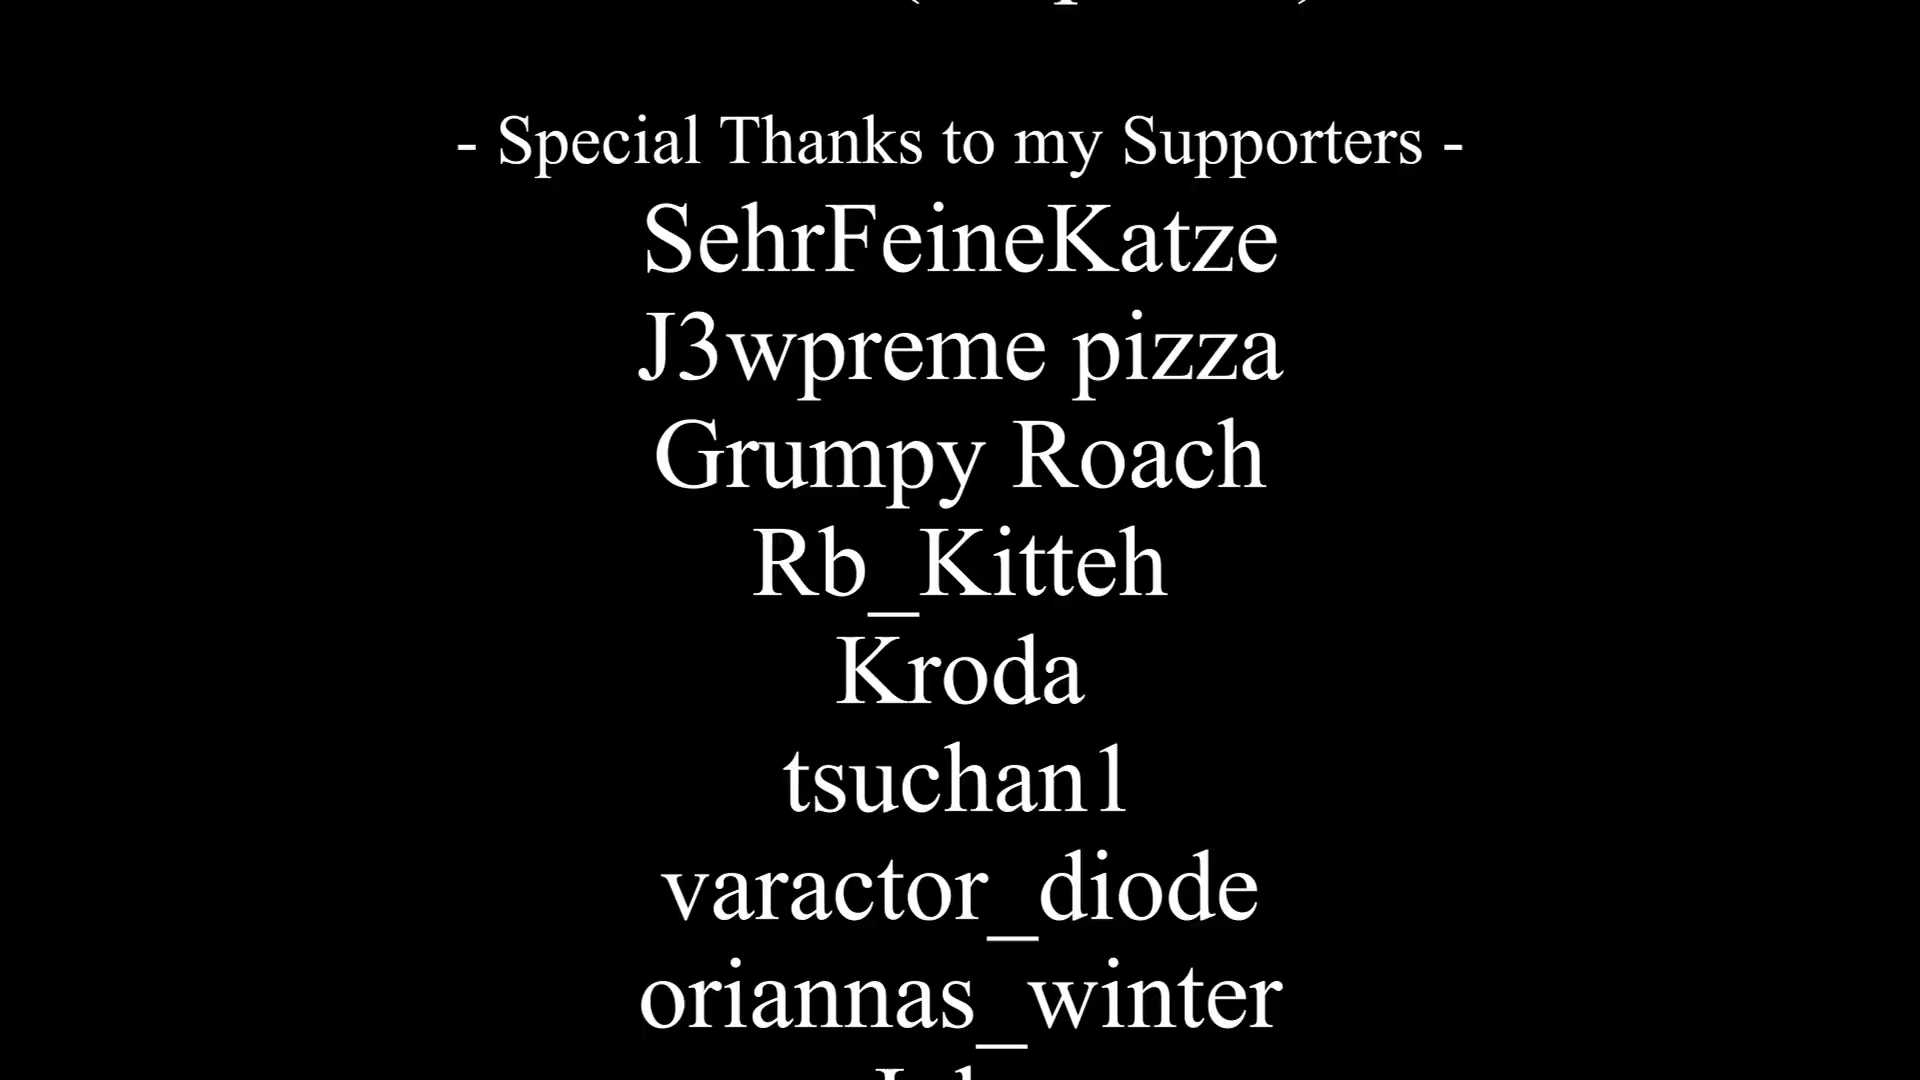 - Special Thanks to my Supporters -
SehrFeineKatze
J3wpreme pizza
Grumpy Roach
Rb_Kitteh
Kroda
tsuchan1
varactor_diode
oriannas_winter